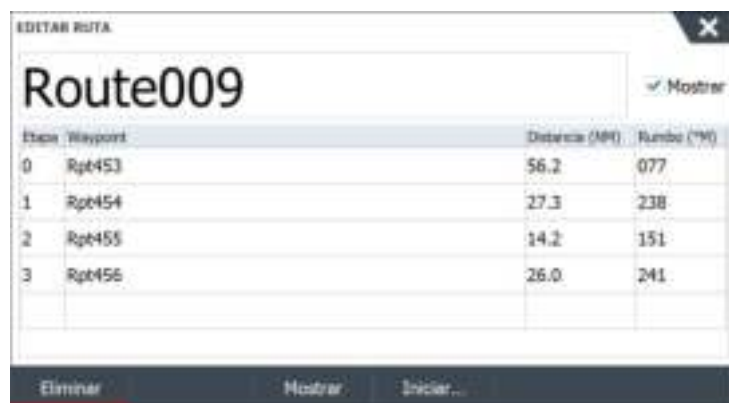 EDITAR RUTA
Route009
Mostrar
Etapa Waypoint Distancia (NM) Rumbo (°M)
0 Rpt453 56.2 077
1 Rpt454 27.3 238
2 Rpt455 14.2 151
3 Rpt456 26.0 241
Eliminar Mostrar Iniciar...